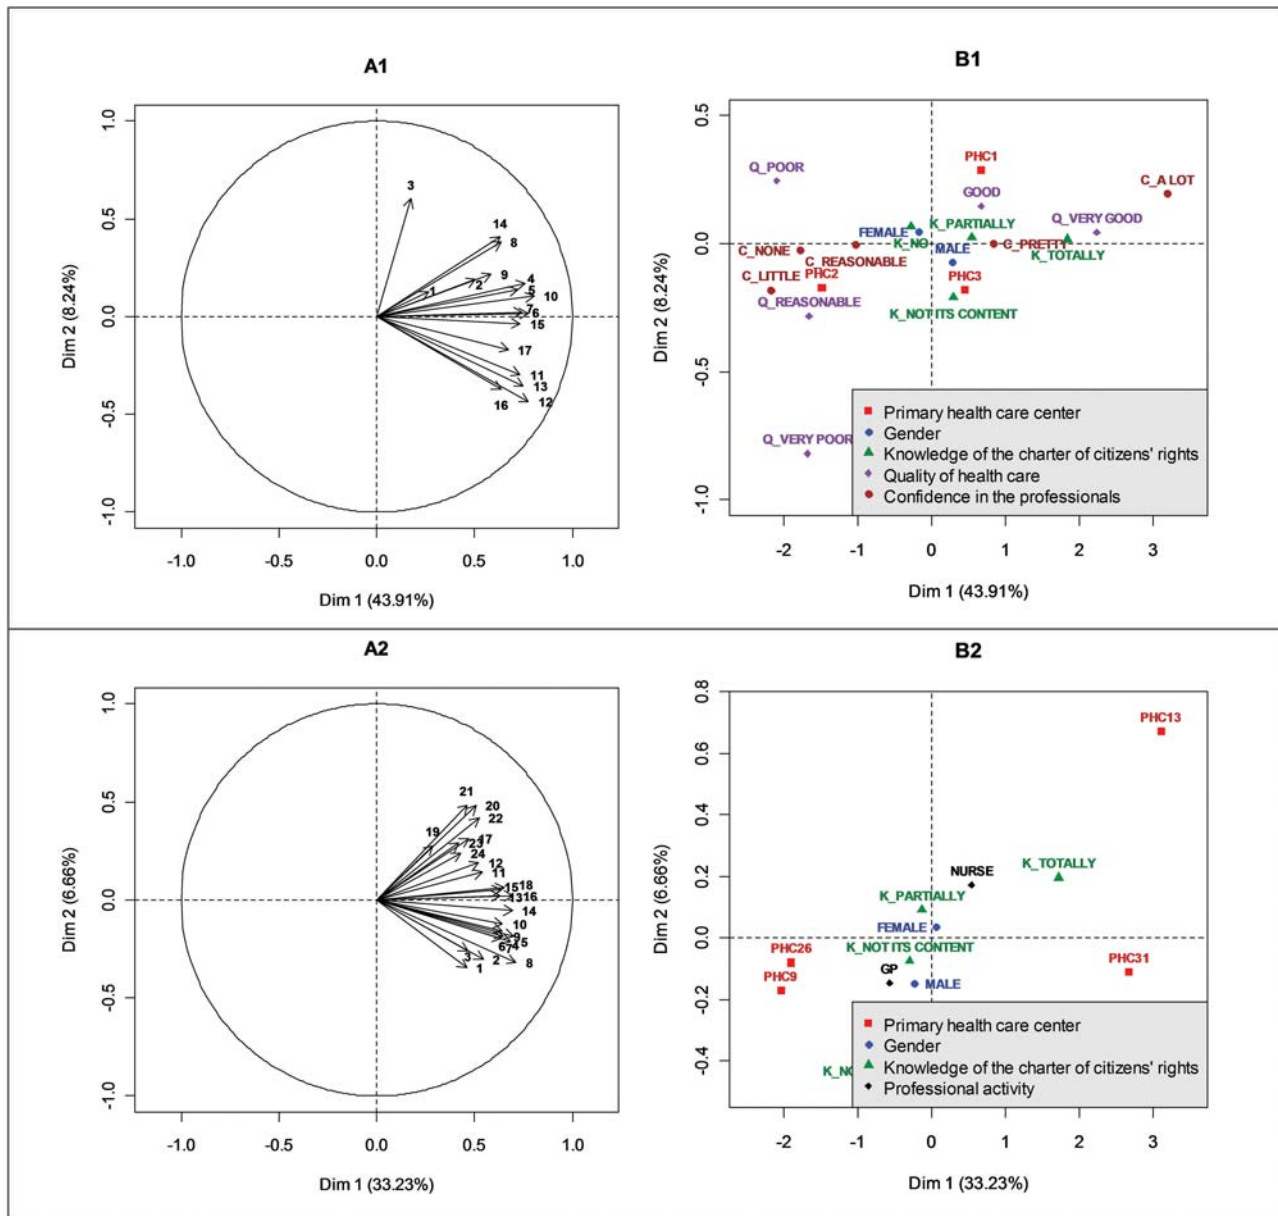 A1
Dim 2 (8.24%)
1.0
0.5
0.0
-0.5
-1.0
3
14
8
9
4
2
5
1
10
7
6
15
17
11
13
16
12
-1.0 -0.5 0.0 0.5 1.0
Dim 1 (43.91%)
B1
Dim 2 (8.24%)
0.5
0.0
-0.5
-1.0
Q_POOR
PHC1
C_A LOT
GOOD
K_PARTIALLY
Q_VERY GOOD
FEMALE
K_NO
MALE
C_PRETTY
C_NONE
K_TOTALLY
C_REASONABLE
C_LITTLE
PHC2
PHC3
Q_REASONABLE
K_NOT ITS CONTENT
Q_VERY POOR
Primary health care center
Gender
Knowledge of the charter of citizens' rights
Quality of health care
Confidence in the professionals
-2 -1 0 1 2 3
Dim 1 (43.91%)
A2
Dim 2 (6.66%)
1.0
0.5
0.0
-0.5
-1.0
21
20
22
19
17
23
24
12
11
15 18
13 16
14
10
9
5
6
7
4
3
2
8
1
-1.0 -0.5 0.0 0.5 1.0
Dim 1 (33.23%)
B2
Dim 2 (6.66%)
0.8
0.6
0.4
0.2
0.0
-0.2
-0.4
PHC13
NURSE
K_TOTALLY
K_PARTIALLY
FEMALE
K_NOT ITS CONTENT
PHC26
PHC31
GP
PHC9
MALE
K_NO
Primary health care center
Gender
Knowledge of the charter of citizens' rights
Professional activity
-2 -1 0 1 2 3
Dim 1 (33.23%)